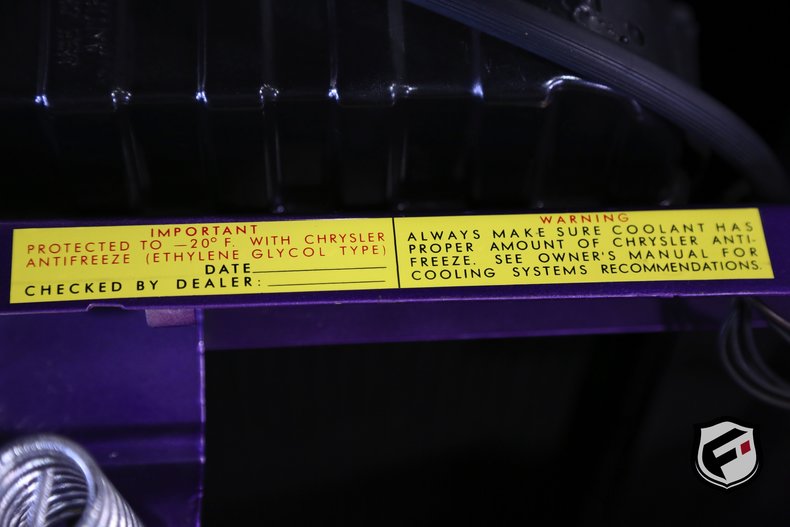 IMPORTANT
PROTECTED TO —20° F. WITH CHRYSLER
ANTIFREEZE (ETHYLENE GLYCOL TYPE)
DATE
CHECKED BY DEALER:
WARNING
ALWAYS MAKE SURE COOLANT HAS
PROPER AMOUNT OF CHRYSLER ANTI-
FREEZE. SEE OWNER'S MANUAL FOR
COOLING SYSTEMS RECOMMENDATIONS.